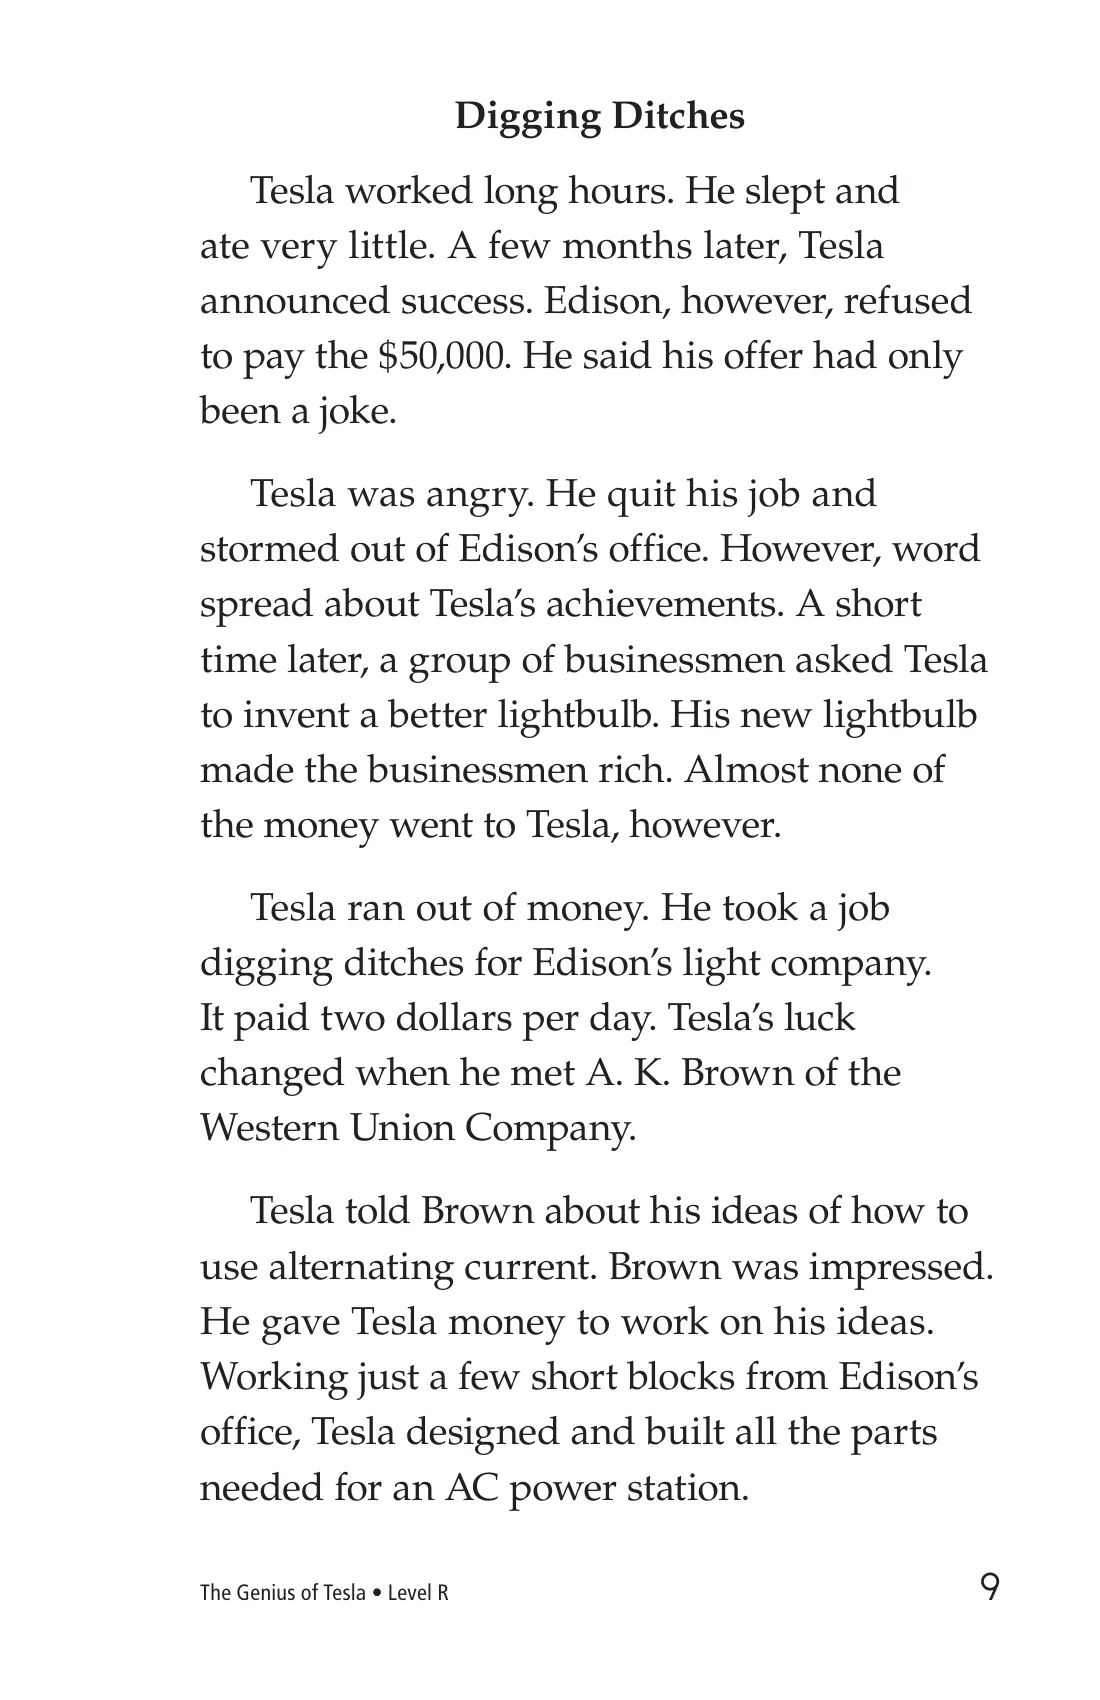 Digging Ditches
Tesla worked long hours. He slept and
ate very little. A few months later, Tesla
announced success. Edison, however, refused
to pay the $50,000. He said his offer had only
been a joke.
Tesla was angry. He quit his job and
stormed out of Edison’s office. However, word
spread about Tesla’s achievements. A short
time later, a group of businessmen asked Tesla
to invent a better lightbulb. His new lightbulb
made the businessmen rich. Almost none of
the money went to Tesla, however.
Tesla ran out of money. He took a job
digging ditches for Edison’s light company.
It paid two dollars per day. Tesla’s luck
changed when he met A. K. Brown of the
Western Union Company.
Tesla told Brown about his ideas of how to
use alternating current. Brown was impressed.
He gave Tesla money to work on his ideas.
Working just a few short blocks from Edison’s
office, Tesla designed and built all the parts
needed for an AC power station.
The Genius of Tesla • Level R
9